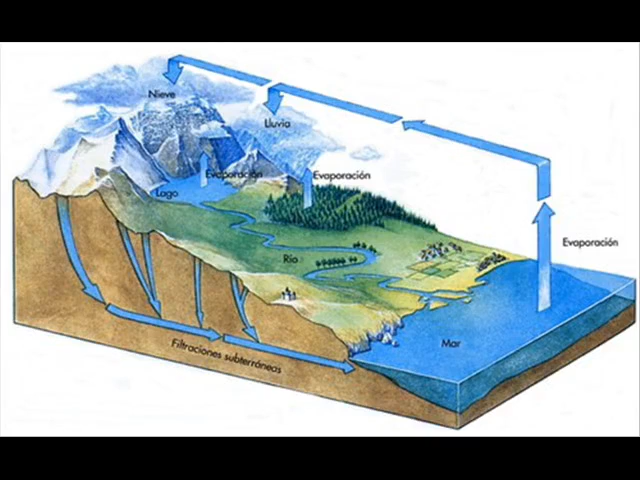 Nieve
Lluvia
Evaporación
Evaporación
Lago
Evaporación
Río
Mar
Filtraciones subterráneas